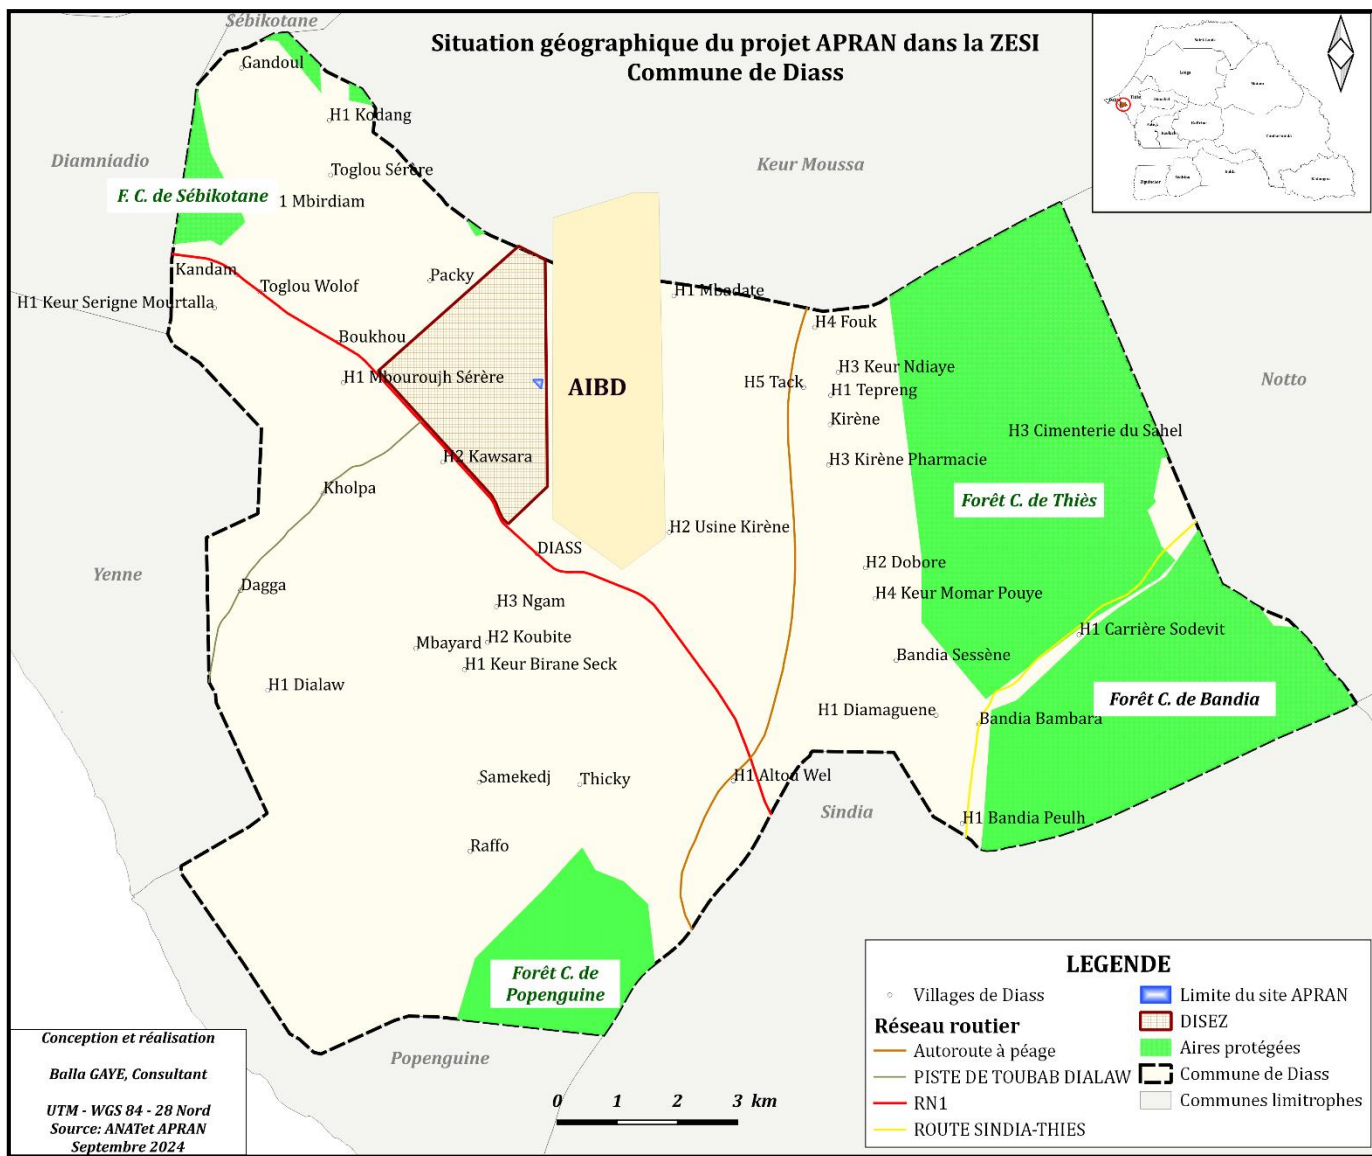 Sébikotane
Situation géographique du projet APRAN dans la ZESI
Commune de Diass
Gandoul
H1 Kodang
Diamniadio
Toglou Sérère
Keur Moussa
F. C. de Sébikotane
1 Mbirdiam
Kandam
Packy
Toglou Wolof
H1 Keur Serigne Mourtalla
H1 Mbadate
H4 Fouk
Boukhou
H1 Mbouroujh Sérère
AIBD
H5 Tack
H3 Keur Ndiaye
H1 Tepreng
Notto
Kirène
H3 Cimenterie du Sahel
H2 Kawsara
H3 Kirène Pharmacie
Kholpa
Forêt C. de Thiès
H2 Usine Kirène
DIASS
Yenne
Dagga
H2 Dobore
H3 Ngam
H4 Keur Momar Pouye
Mbayard
H2 Koubite
H1 Carrière Sodevit
H1 Keur Birane Seck
Bandia Sessène
H1 Dialaw
Forêt C. de Bandia
H1 Diamaguene
Bandia Bambara
Samekedj
Thicky
H1 Altou Wel
Sindia
H1 Bandia Peulh
Raffo
Forêt C. de
Popenguine
Popenguine
0 1 2 3 km
Conception et réalisation
Balla GAYE, Consultant
UTM - WGS 84 - 28 Nord
Source: ANATet APRAN
Septembre 2024
LEGENDE
Villages de Diass
Réseau routier
Autoroute à péage
PISTE DE TOUBAB DIALAW
RN1
ROUTE SINDIA-THIES
Limite du site APRAN
DISEZ
Aires protégées
Commune de Diass
Communes limitrophes